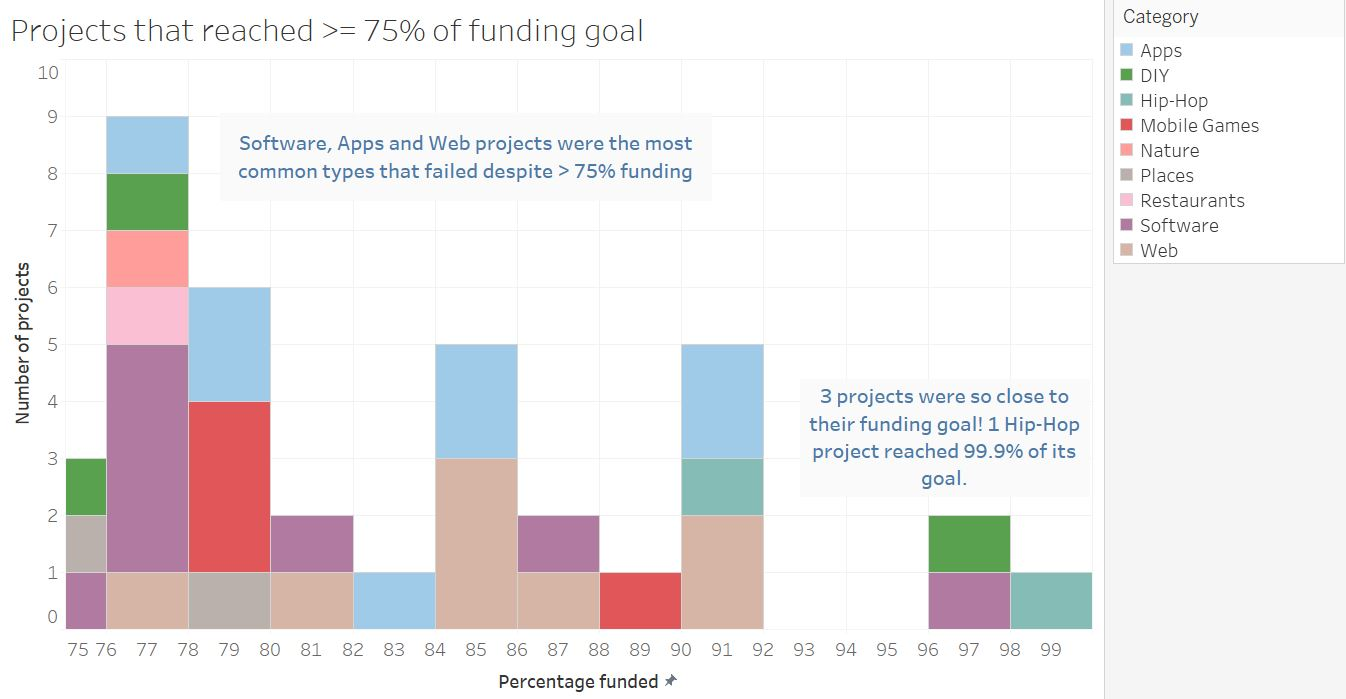 Projects that reached >= 75% of funding goal
Category
Apps
DIY
Hip-Hop
Mobile Games
Nature
Places
Restaurants
Software
Web
Number of projects
10
9
8
7
6
5
4
3
2
1
0
Software, Apps and Web projects were the most
common types that failed despite > 75% funding
3 projects were so close to
their funding goal! 1 Hip-Hop
project reached 99.9% of its
goal.
75 76 77 78 79 80 81 82 83 84 85 86 87 88 89 90 91 92 93 94 95 96 97 98 99
Percentage funded